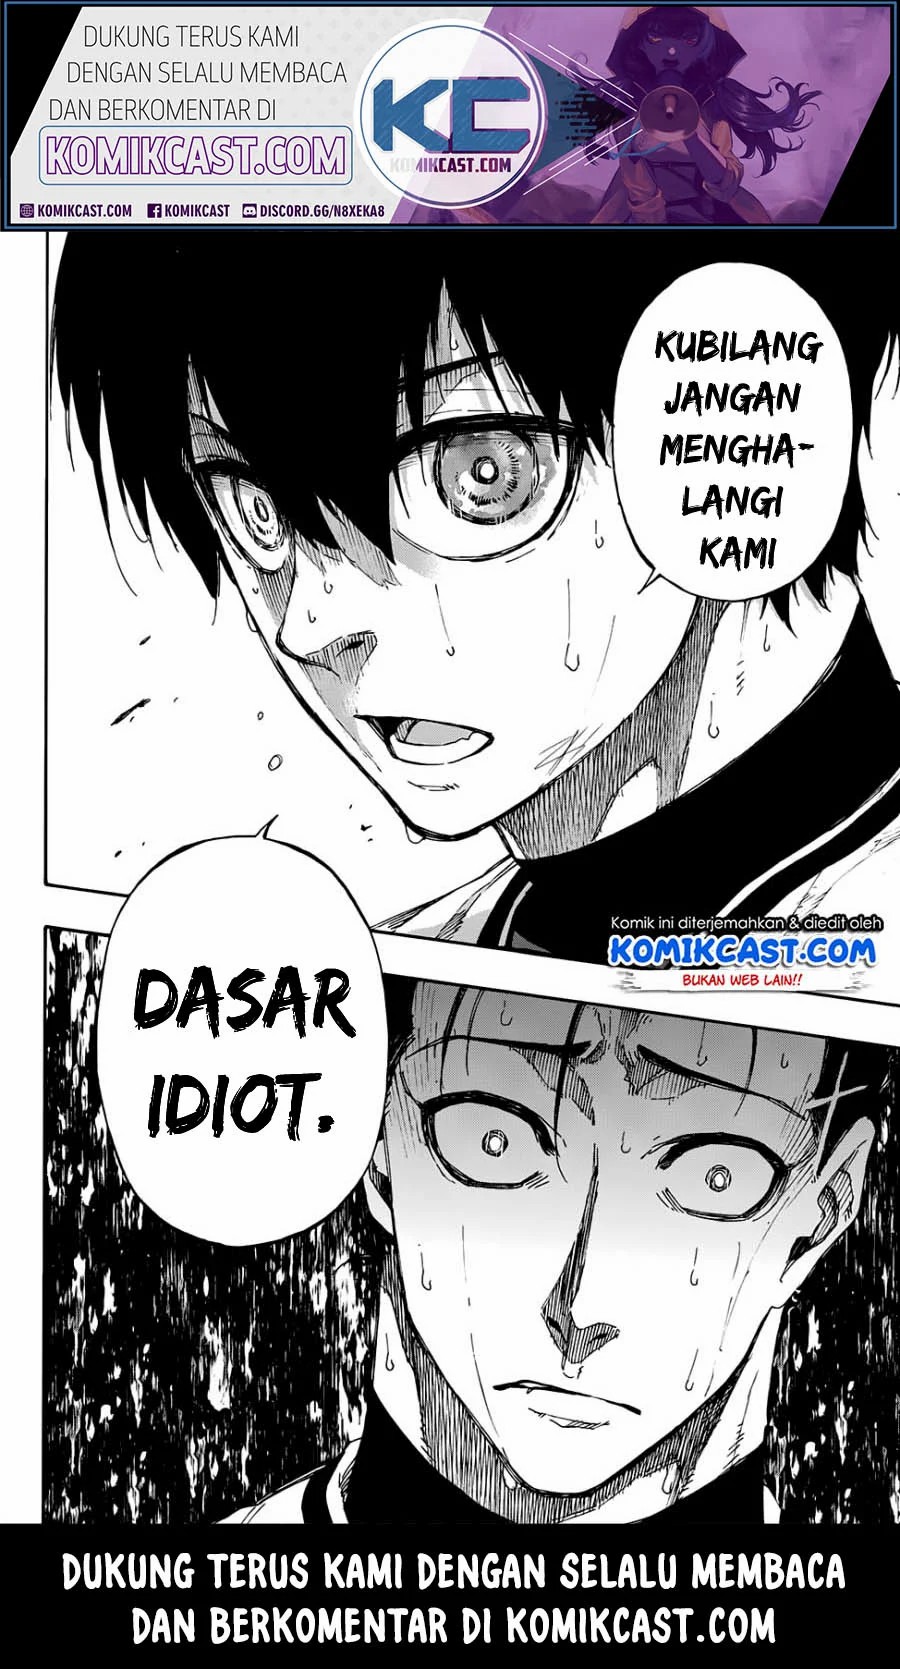 DUKUNG TERUS KAMI
DENGAN SELALU MEMBACA
DAN BERKOMENTAR DI
KOMIKCAST.COM
KC
KOMIKCAST.COM
KOMIKCAST.COM KOMIKCAST DISCORD.GG/N8XEKA8
KUBILANG
JANGAN
MENGHA-
LANGI
KAMI
Komik ini diterjemahkan & diedit oleh
KOMIKCAST.COM
BUKAN WEB LAIN!!
DASAR
IDIOT.
DUKUNG TERUS KAMI DENGAN SELALU MEMBACA
DAN BERKOMENTAR DI KOMIKCAST.COM